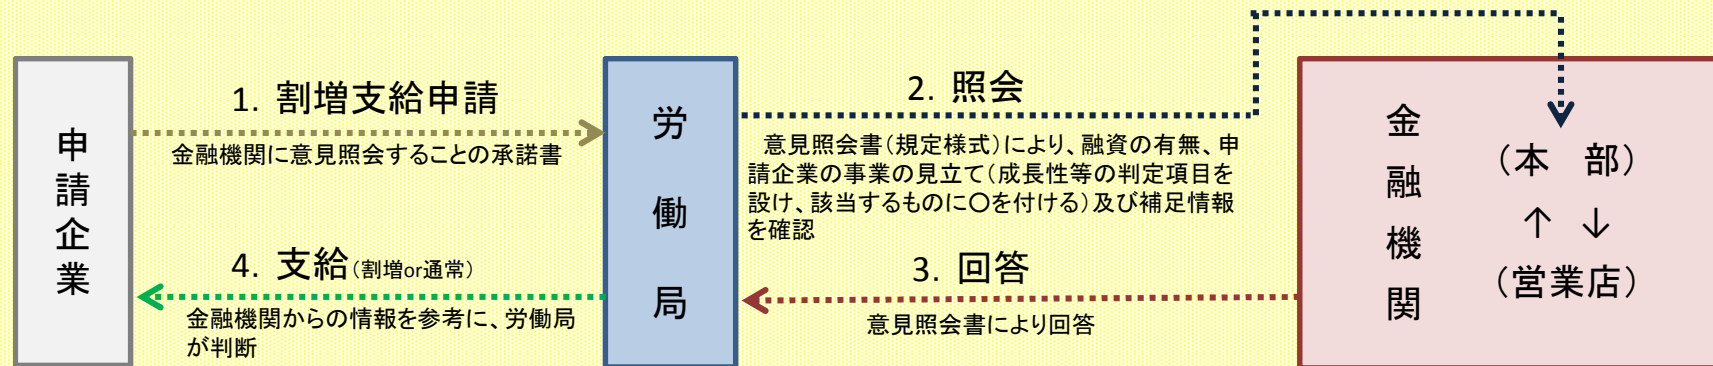 申請企業
1. 割増支給申請
金融機関に意見照会することの承諾書
4. 支給(割増or通常)
金融機関からの情報を参考に、労働局
が判断
労働局
2. 照会
意見照会書(規定様式)により、融資の有無、申
請企業の事業の見立て(成長性等の判定項目を
設け、該当するものに〇を付ける)及び補足情報
を確認
3. 回答
意見照会書により回答
金融機関
(本 部)
↑ ↓
(営業店)